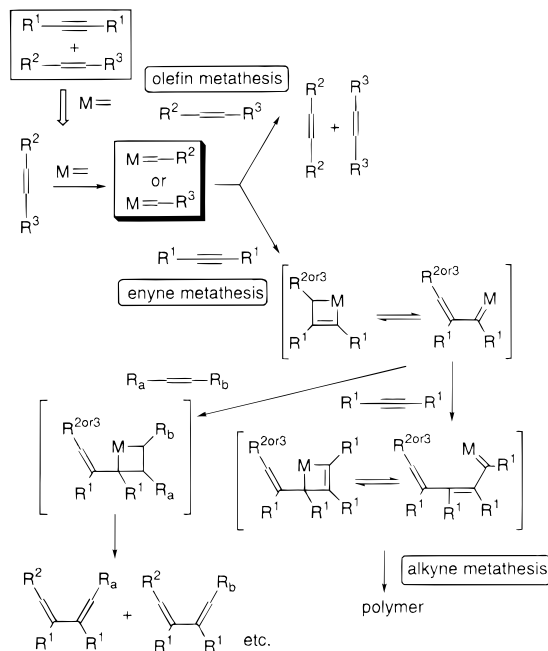 R¹ R¹
+
R² R³
M=
olefin metathesis
R² R³
R² R³
+
R² R³
R²
R³
M=
M= R²
or
M= R³
R¹ R¹
enyne metathesis
R²or3
M
R¹ R¹
R²or3
M
R¹ R¹
Ra Rb
R¹ R¹
R²or3
M Rb
R¹ R¹ Ra
R²or3
M R¹
R¹ R¹ R¹
R²or3
M
R¹
R¹ R¹ R¹
alkyne metathesis
polymer
R² Ra
R¹ R¹
+
R² Rb
R¹ R¹
etc.